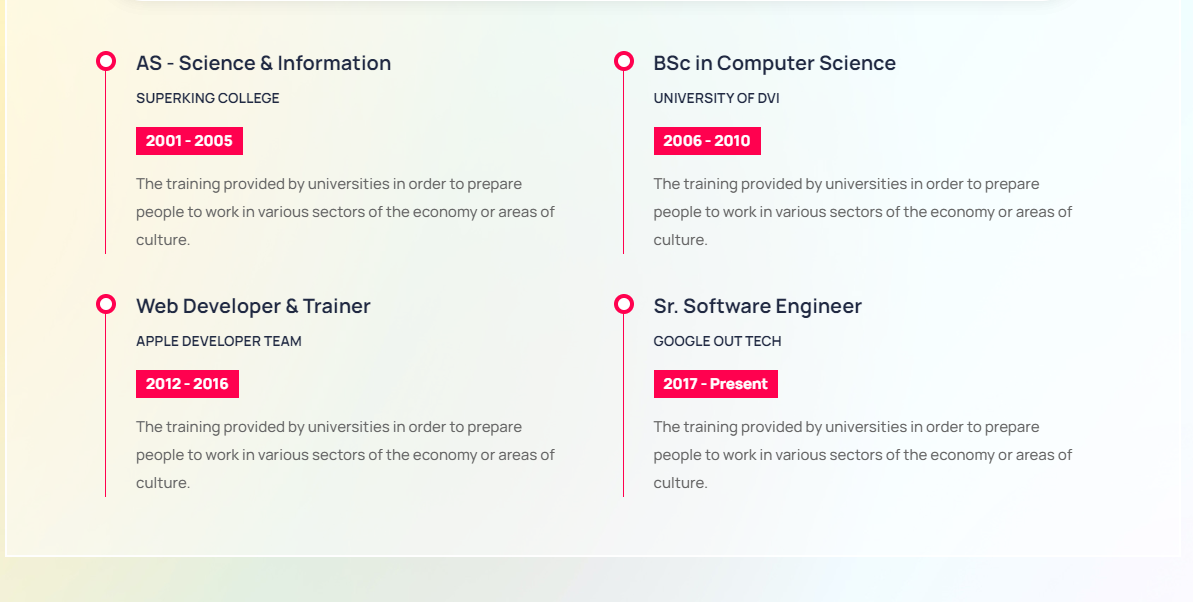 AS - Science & Information
SUPERKING COLLEGE
2001 - 2005
The training provided by universities in order to prepare
people to work in various sectors of the economy or areas of
culture.
BSc in Computer Science
UNIVERSITY OF DVI
2006 - 2010
The training provided by universities in order to prepare
people to work in various sectors of the economy or areas of
culture.
Web Developer & Trainer
APPLE DEVELOPER TEAM
2012 - 2016
The training provided by universities in order to prepare
people to work in various sectors of the economy or areas of
culture.
Sr. Software Engineer
GOOGLE OUT TECH
2017 - Present
The training provided by universities in order to prepare
people to work in various sectors of the economy or areas of
culture.